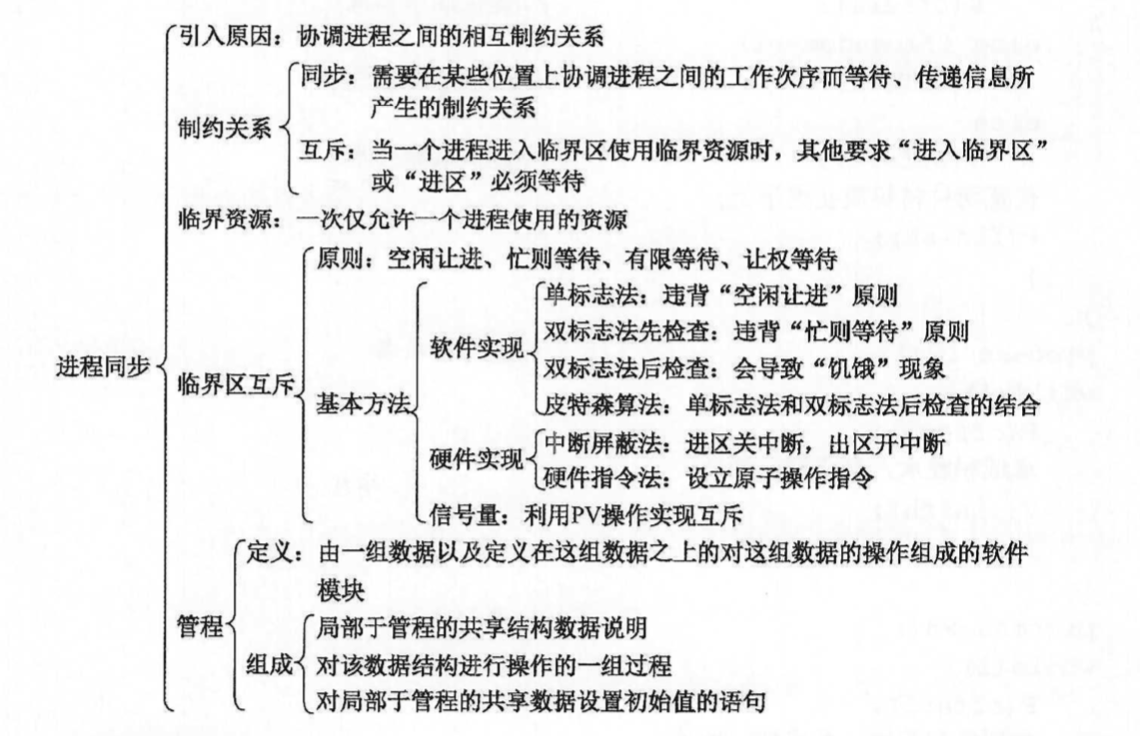 引入原因：协调进程之间的相互制约关系
同步：需要在某些位置上协调进程之间的工作次序而等待、传递信息所
产生的制约关系
制约关系
互斥：当一个进程进入临界区使用临界资源时，其他要求“进入临界区”
或“进区”必须等待
临界资源：一次仅允许一个进程使用的资源
原则：空闲让进、忙则等待、有限等待、让权等待
单标志法：违背“空闲让进”原则
双标志法先检查：违背“忙则等待”原则
软件实现
进程同步
双标志法后检查：会导致“饥饿”现象
临界区互斥
基本方法
皮特森算法：单标志法和双标志法后检查的结合
中断屏蔽法：进区关中断，出区开中断
硬件实现
硬件指令法：设立原子操作指令
信号量：利用PV操作实现互斥
定义：由一组数据以及定义在这组数据之上的对这组数据的操作组成的软件
模块
管程
局部于管程的共享结构数据说明
组成
对该数据结构进行操作的一组过程
对局部于管程的共享数据设置初始值的语句